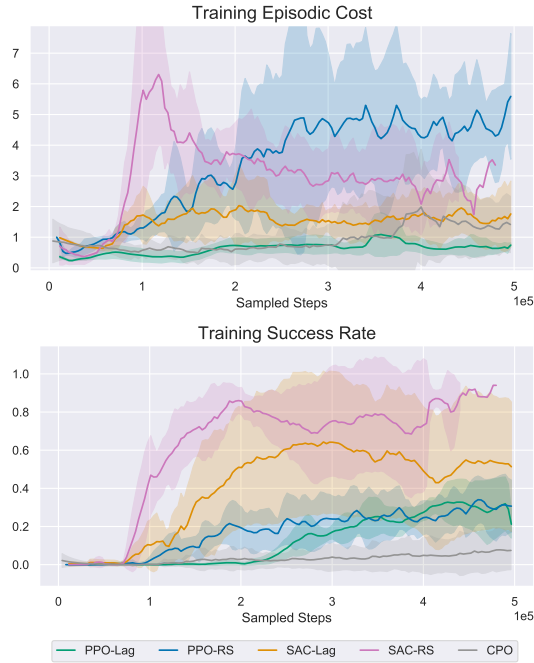 Training Episodic Cost
7
6
5
4
3
2
1
0
0 1 2 3 4 5
Sampled Steps
1e5
Training Success Rate
1.0
0.8
0.6
0.4
0.2
0.0
0 1 2 3 4 5
Sampled Steps
1e5
PPO-Lag PPO-RS SAC-Lag SAC-RS CPO